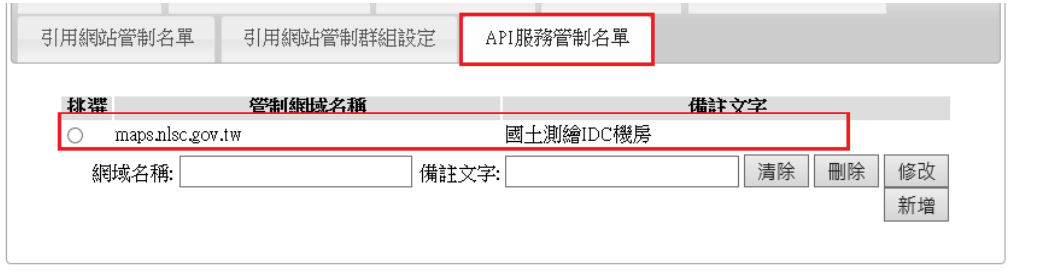 引用網站管制名單 引用網站管制群組設定 API服務管制名單
挑選 管制網域名稱 備註文字
maps.nlsc.gov.tw 國土測繪IDC機房
網域名稱: 備註文字: 清除 刪除 修改
新增